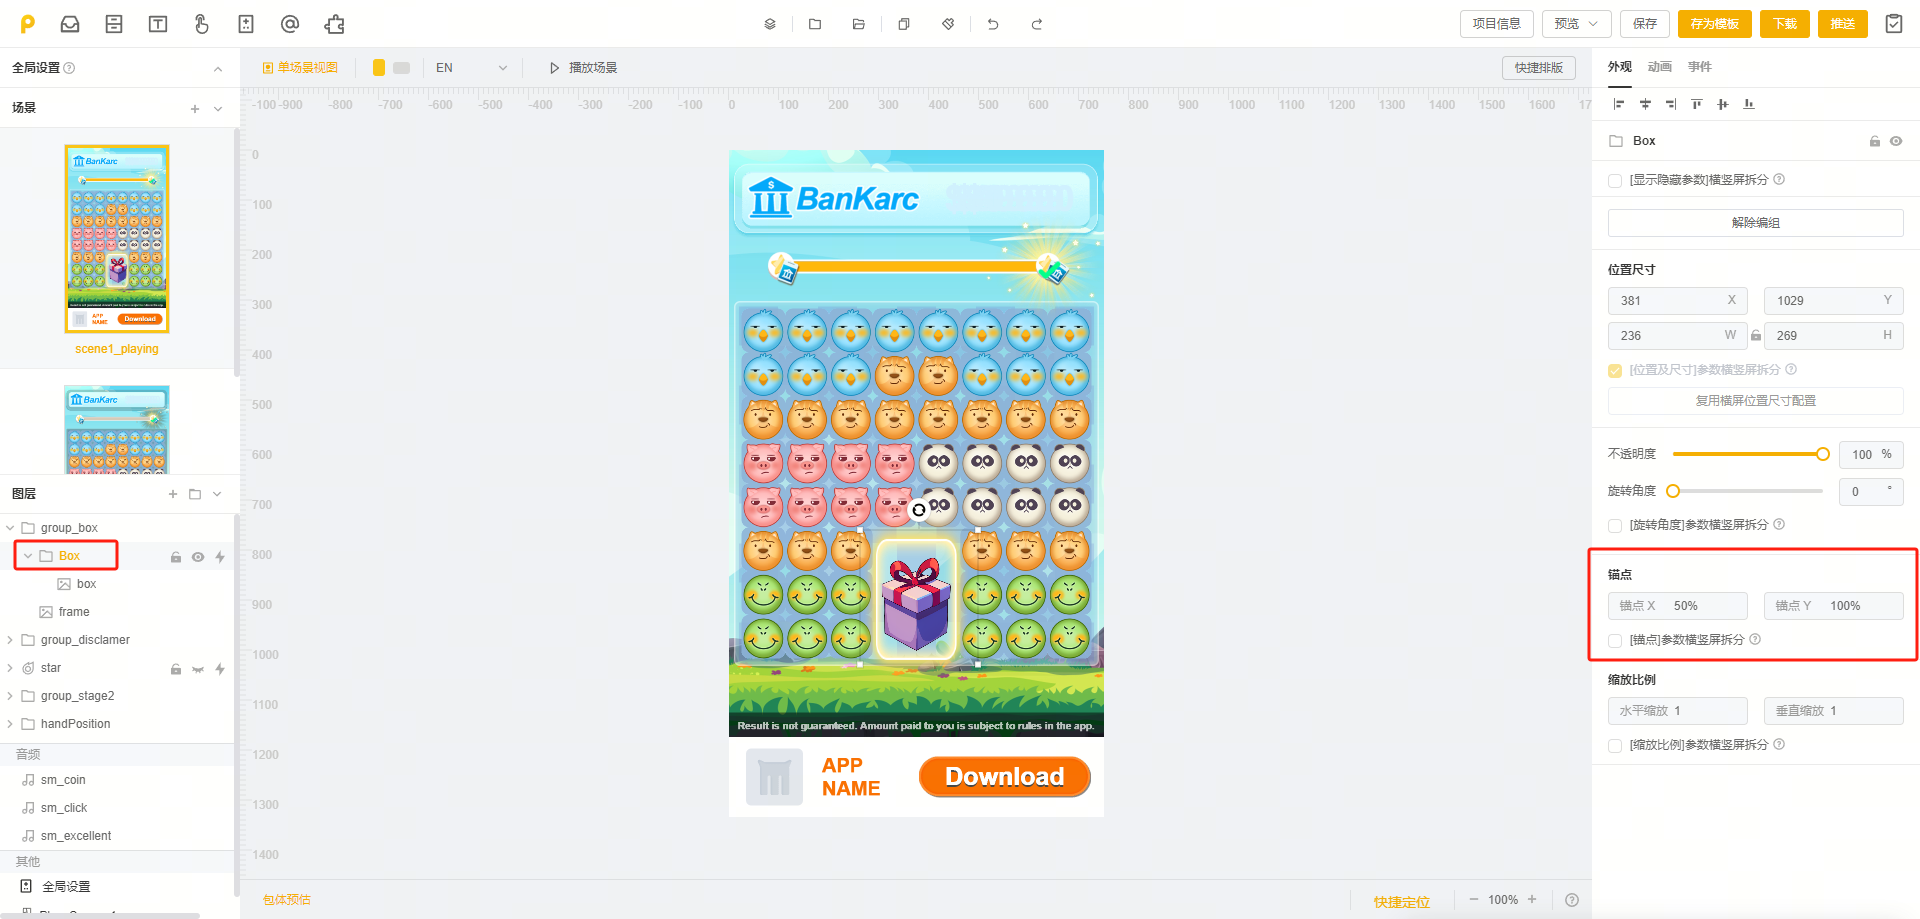 项目信息
预览
保存
存为模板
下载
推送
全局设置
单场景视图
EN
播放场景
快捷排版
外观 动画 事件
场景
-100 -900 -800 -700 -600 -500 -400 -300 -200 -100 0 100 200 300 400 500 600 700 800 900 1000 1100 1200 1300 1400 1500 1600 17
0
100
200
300
400
500
600
700
800
900
1000
1100
1200
1300
1400
BanKarc
APP
NAME
Download
scene1_playing
BanKarc
图层
group_box
Box
box
frame
group_disclamer
star
group_stage2
handPosition
音频
sm_coin
sm_click
sm_excellent
其他
全局设置
BanKarc
Result is not guaranteed. Amount paid to you is subject to rules in the app.
APP
NAME
Download
包体预估
快捷定位
100%
Box
[显示隐藏参数]横竖屏拆分
解除编组
位置尺寸
381 X 1029 Y
236 W 269 H
[位置及尺寸]参数横竖屏拆分
复用横屏位置尺寸配置
不透明度 100 %
旋转角度 0 °
[旋转角度]参数横竖屏拆分
锚点
锚点 X 50% 锚点 Y 100%
[锚点]参数横竖屏拆分
缩放比例
水平缩放 1 垂直缩放 1
[缩放比例]参数横竖屏拆分